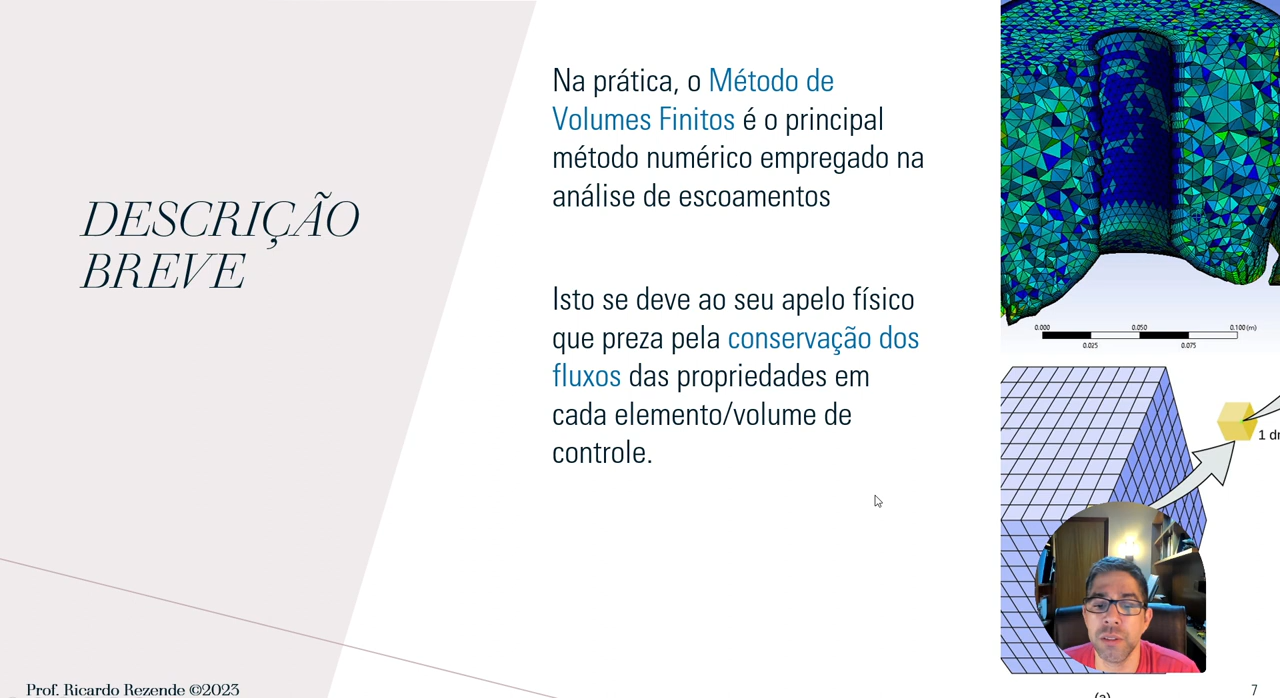 DESCRIÇÃO
BREVE
Na prática, o Método de
Volumes Finitos é o principal
método numérico empregado na
análise de escoamentos
Isto se deve ao seu apelo físico
que preza pela conservação dos
fluxos das propriedades em
cada elemento/volume de
controle.
0.000
0.050
0.100 (m)
0.025
0.075
1 dr
(a)
Prof. Ricardo Rezende ©2023
7